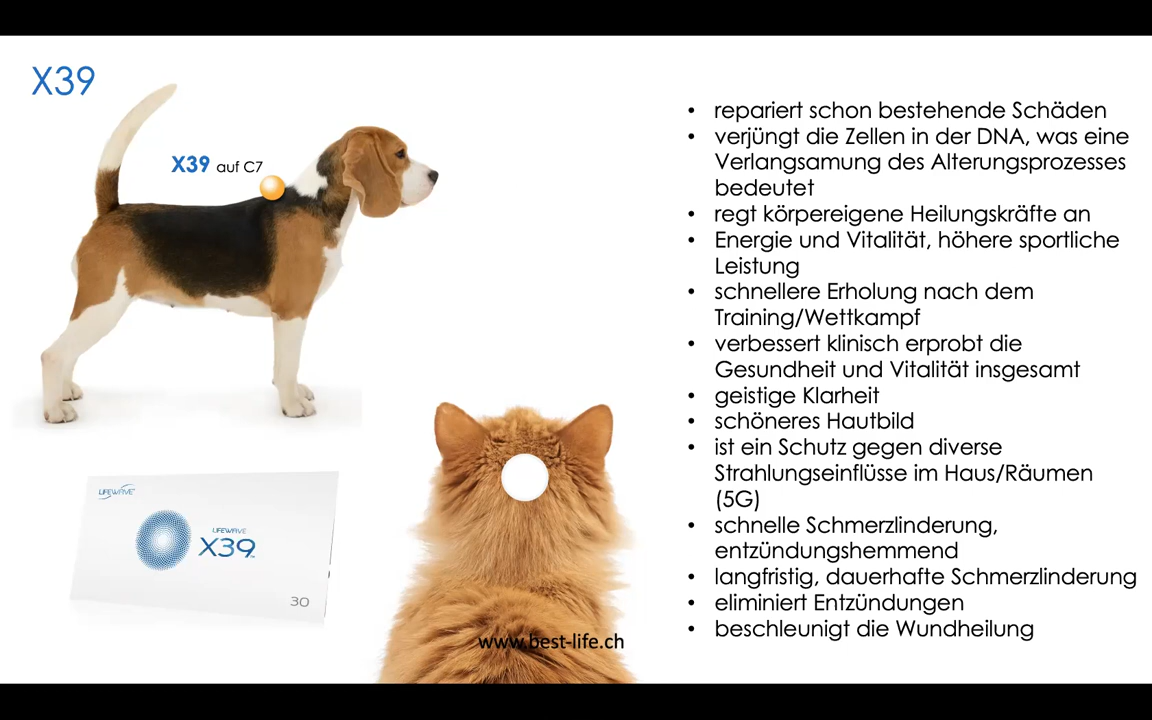 X39
X39 auf C7
• repariert schon bestehende Schäden
• verjüngt die Zellen in der DNA, was eine
Verlangsamung des Alterungsprozesses
bedeutet
• regt körpereigene Heilungskräfte an
• Energie und Vitalität, höhere sportliche
Leistung
• schnellere Erholung nach dem
Training/Wettkampf
• verbessert klinisch erprobt die
Gesundheit und Vitalität insgesamt
• geistige Klarheit
• schöneres Hautbild
• ist ein Schutz gegen diverse
Strahlungseinflüsse im Haus/Räumen
(5G)
• schnelle Schmerzlinderung,
entzündungshemmend
• langfristig, dauerhafte Schmerzlinderung
• eliminiert Entzündungen
• beschleunigt die Wundheilung
LIFEWAVE
LIFEWAVE
X39
30
www.best-life.ch